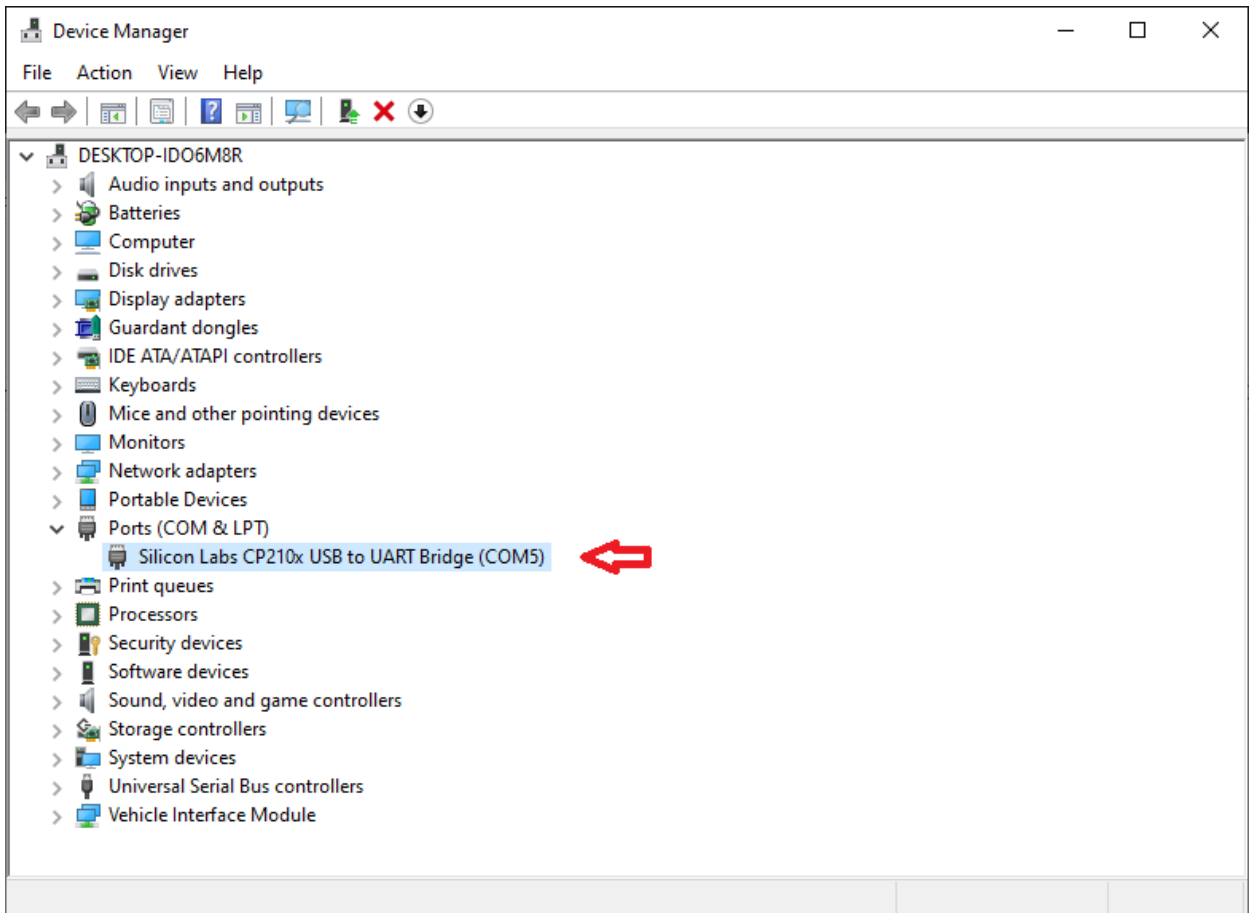 Device Manager
File Action View Help
DESKTOP-IDO6M8R
Audio inputs and outputs
Batteries
Computer
Disk drives
Display adapters
Guardant dongles
IDE ATA/ATAPI controllers
Keyboards
Mice and other pointing devices
Monitors
Network adapters
Portable Devices
Ports (COM & LPT)
Silicon Labs CP210x USB to UART Bridge (COM5)
Print queues
Processors
Security devices
Software devices
Sound, video and game controllers
Storage controllers
System devices
Universal Serial Bus controllers
Vehicle Interface Module